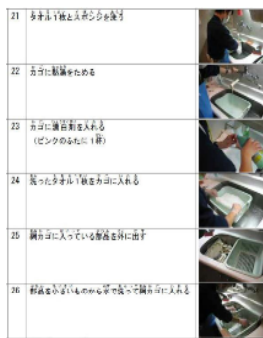 21 タオル1枚とスポンジを洗う
22 カゴに熱湯をためる
23 カゴに漂白剤を入れる
(ピンクのふたに1杯)
24 洗ったタオル1枚をカゴに入れる
25 網カゴに入っている部品を外に出す
26 部品を小さいものから水で洗って網カゴに入れる